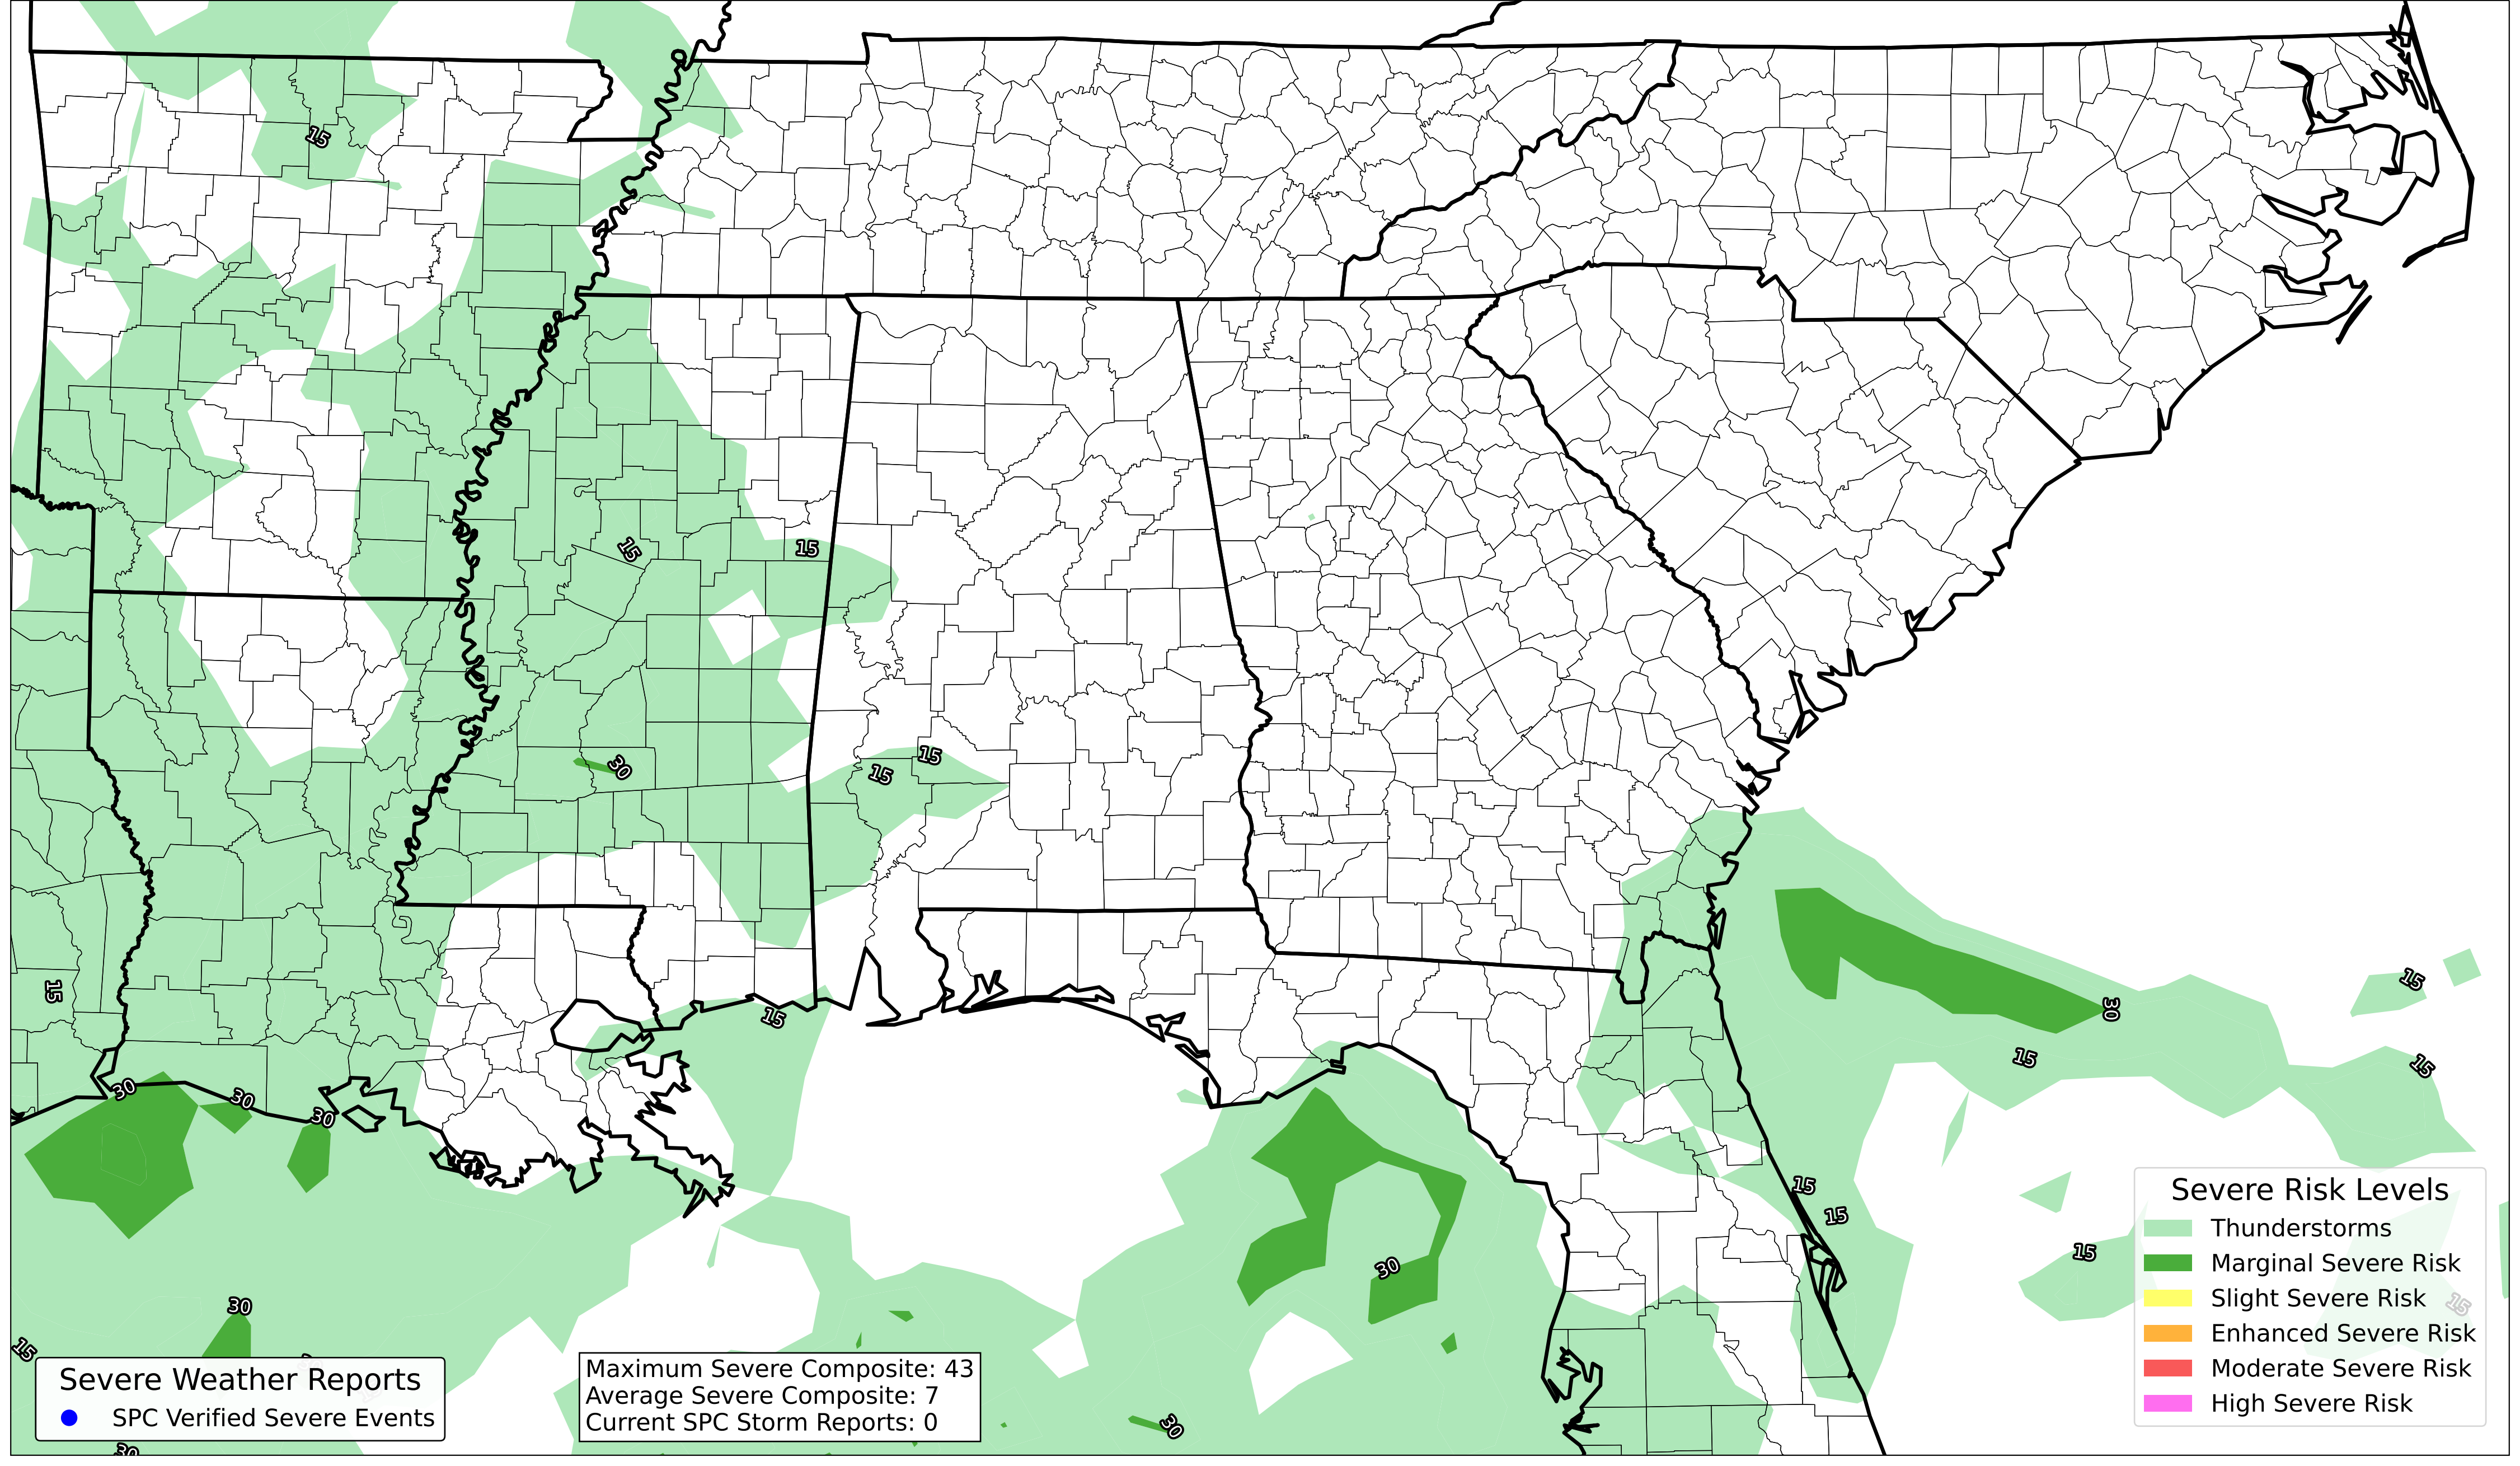 15
15
15
30
15
15
15
15
30
15
15
30
30
30
15
15
15
15
30
30
15
30
30
Severe Risk Levels
Thunderstorms
Marginal Severe Risk
Slight Severe Risk
Enhanced Severe Risk
Moderate Severe Risk
High Severe Risk
15
Severe Weather Reports
SPC Verified Severe Events
Maximum Severe Composite: 43
Average Severe Composite: 7
Current SPC Storm Reports: 0